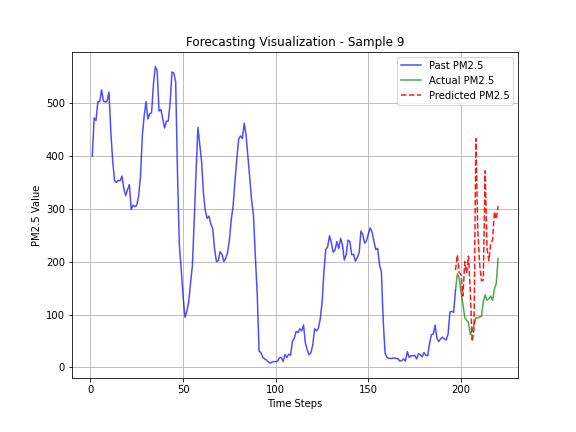 Forecasting Visualization - Sample 9
Past PM2.5
Actual PM2.5
Predicted PM2.5
PM2.5 Value
500
400
300
200
100
0
0 50 100 150 200
Time Steps